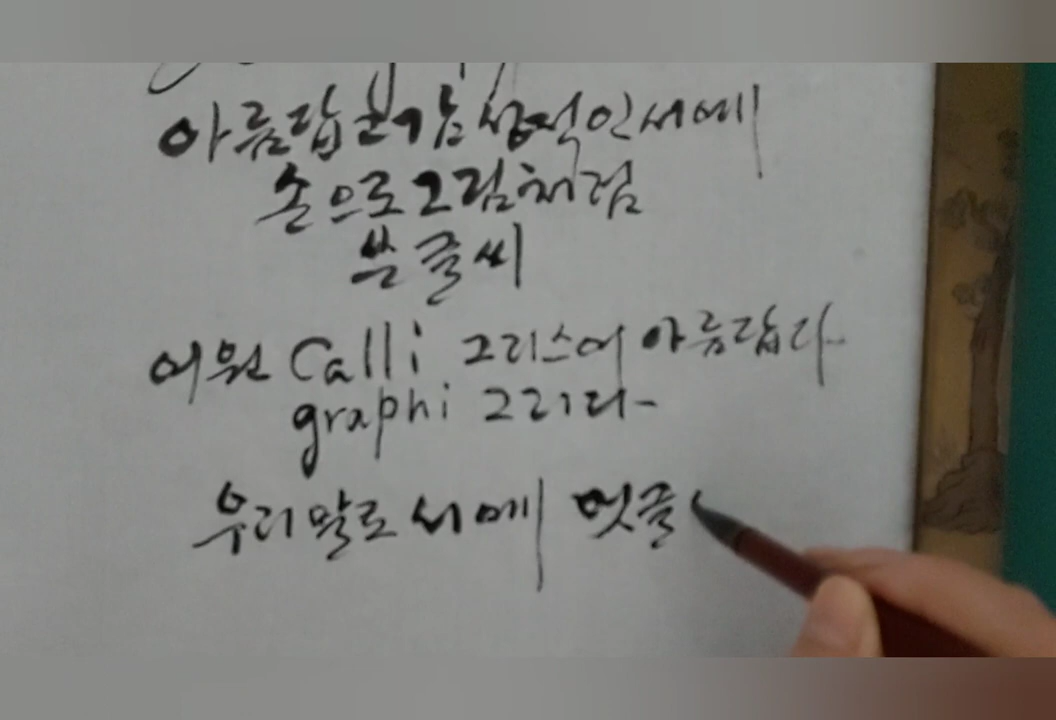 아름답본감성적인서예
손으로그림처럼
쓴글씨
어원 Calli 그리스어 아름답다
graphi 그리다-
우리말로 서예 멋글